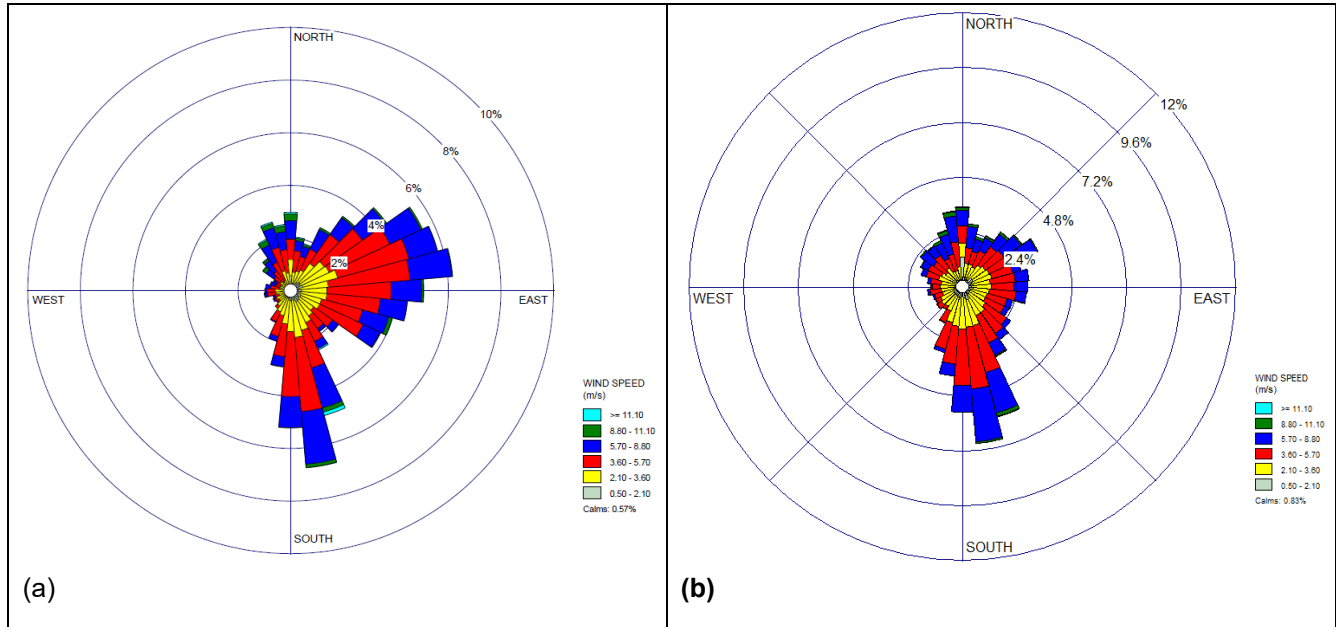 NORTH
10%
8%
6%
4%
2%
WEST
EAST
WIND SPEED
(m/s)
>= 11.10
8.80 - 11.10
5.70 - 8.80
3.60 - 5.70
2.10 - 3.60
0.50 - 2.10
Calms: 0.57%
SOUTH
(a)
NORTH
12%
9.6%
7.2%
4.8%
2.4%
WEST
EAST
WIND SPEED
(m/s)
>= 11.10
8.80 - 11.10
5.70 - 8.80
3.60 - 5.70
2.10 - 3.60
0.50 - 2.10
Calms: 0.83%
SOUTH
(b)